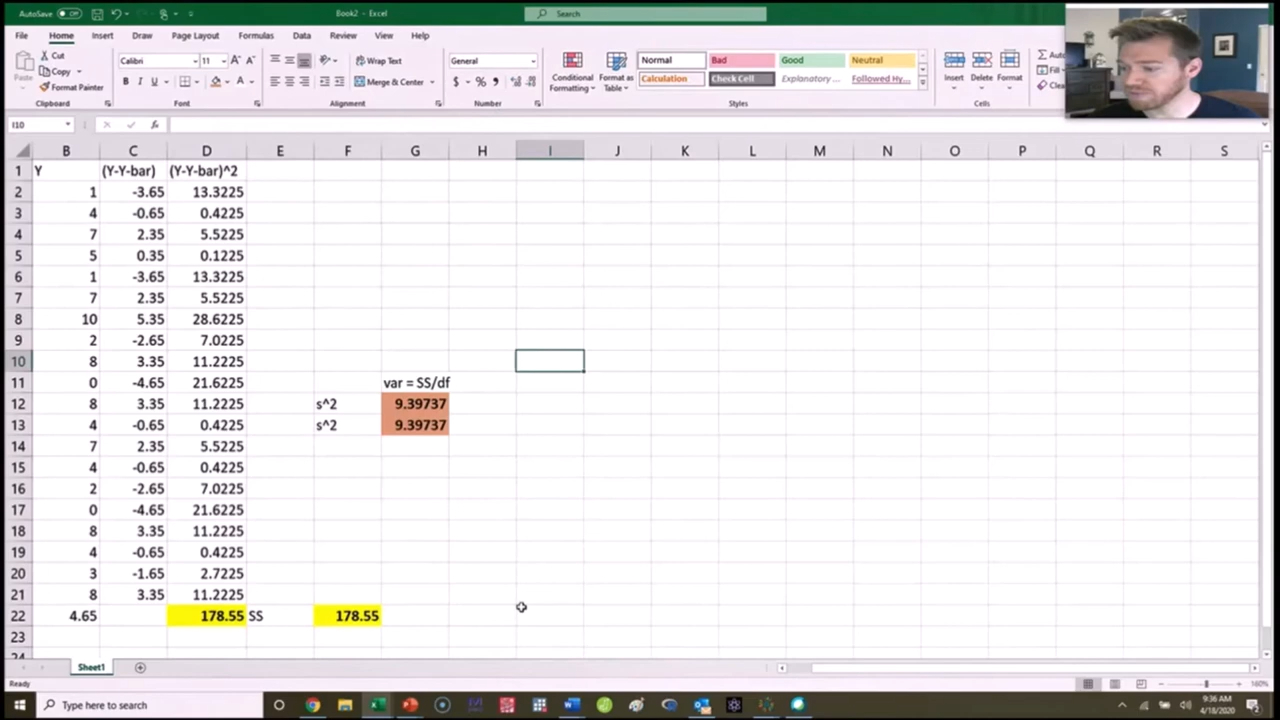 AutoSave Off Book2 - Excel Search
File Home Insert Draw Page Layout Formulas Data Review View Help
Cut Calibri 11 Wrap Text General Normal Bad Good Neutral
Paste Copy Merge & Center $ % Conditional Formatting Format as Table Calculation Check Cell Explanatory ... Followed Hy... Insert Delete Format Fill
Format Painter B I U
Clipboard Font Alignment Number Styles Cells
I10 fx
B C D E F G H I J K L M N O P Q R S
1 Y (Y-Y-bar) (Y-Y-bar)^2
2 1 -3.65 13.3225
3 4 -0.65 0.4225
4 7 2.35 5.5225
5 5 0.35 0.1225
6 1 -3.65 13.3225
7 7 2.35 5.5225
8 10 5.35 28.6225
9 2 -2.65 7.0225
10 8 3.35 11.2225
11 0 -4.65 21.6225 var = SS/df
12 8 3.35 11.2225 s^2 9.39737
13 4 -0.65 0.4225 s^2 9.39737
14 7 2.35 5.5225
15 4 -0.65 0.4225
16 2 -2.65 7.0225
17 0 -4.65 21.6225
18 8 3.35 11.2225
19 4 -0.65 0.4225
20 3 -1.65 2.7225
21 8 3.35 11.2225
22 4.65 178.55 SS 178.55
23
24
Sheet1
Ready 160%
Type here to search 9:36 AM
4/18/2020